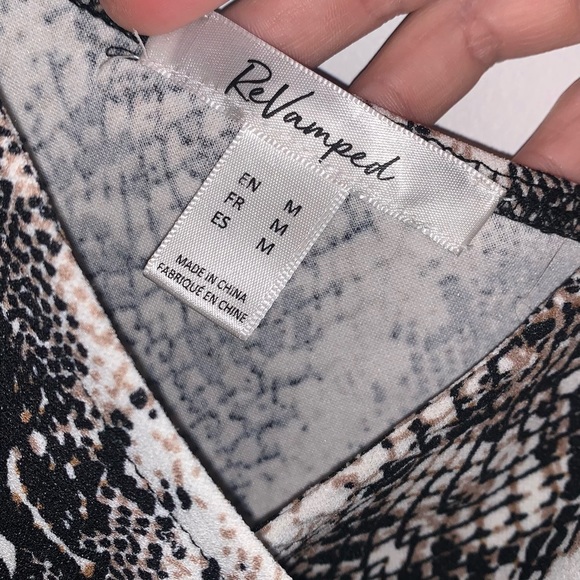 ReVamped
EN M
FR M
ES M
MADE IN CHINA
FABRIQUÉ EN CHINE